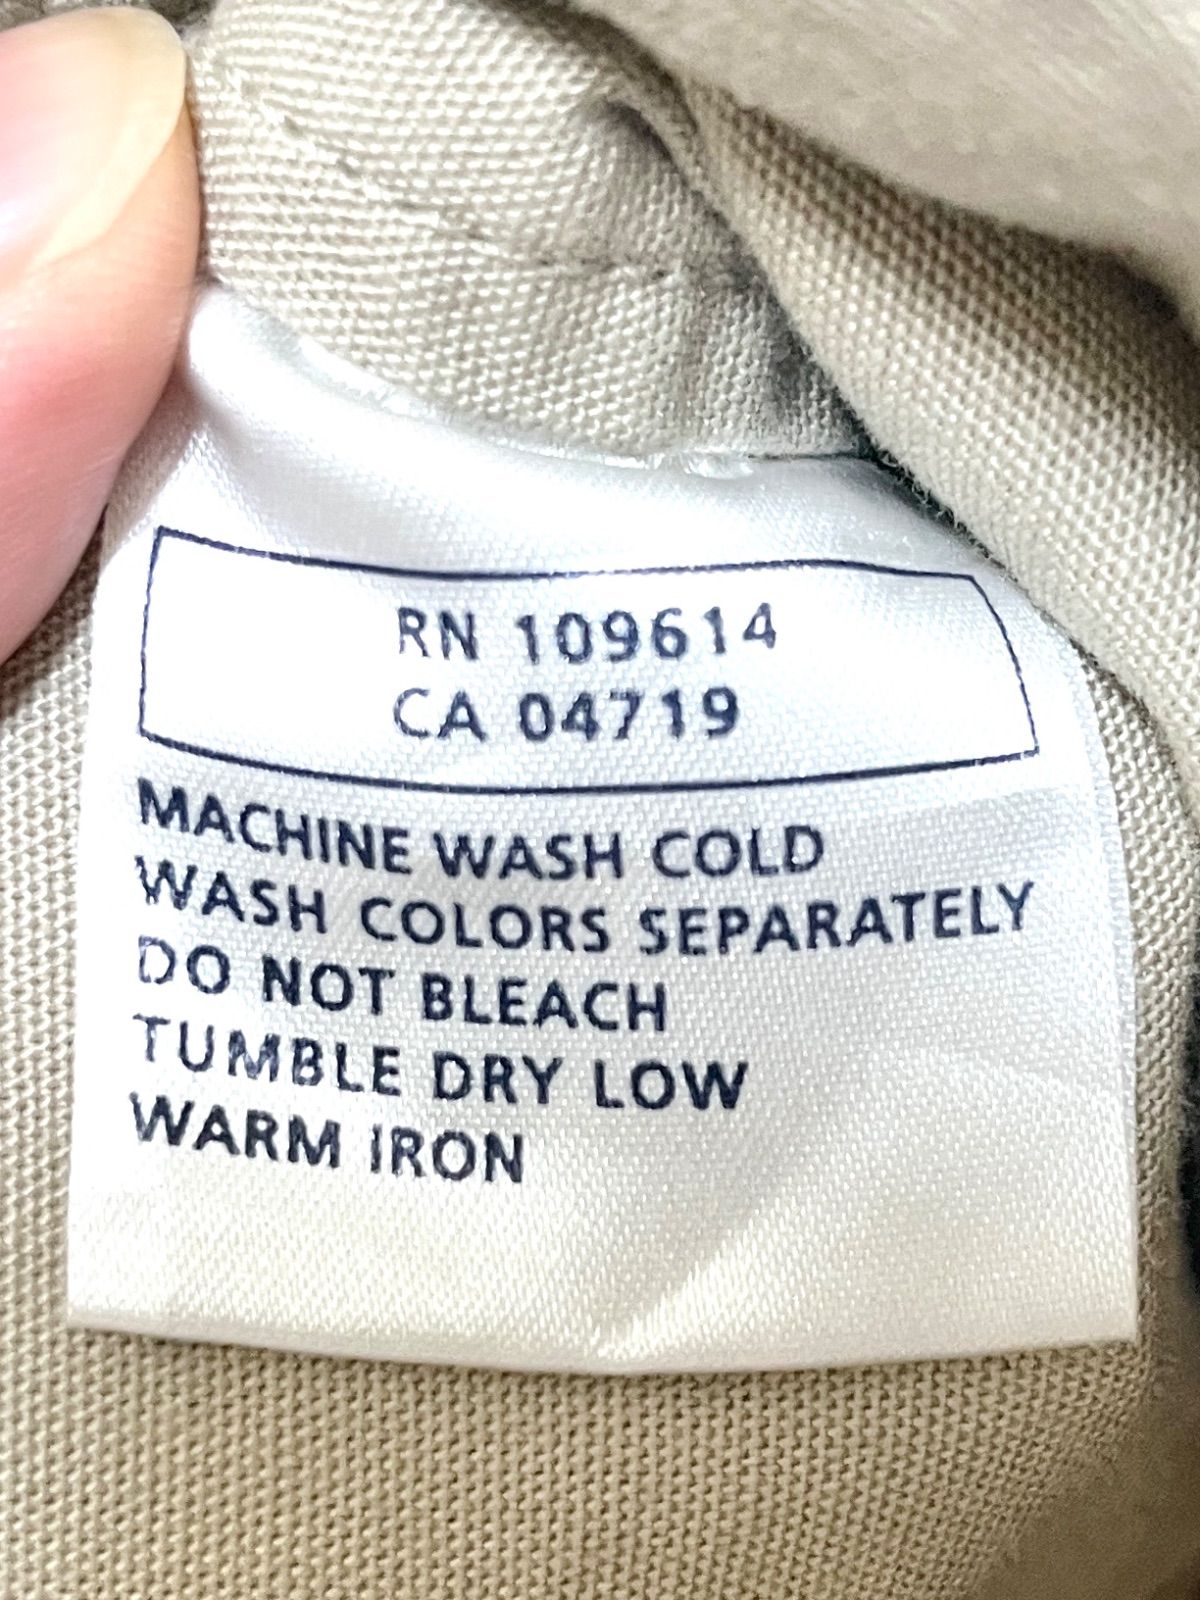 RN 109614
CA 04719
MACHINE WASH COLD
WASH COLORS SEPARATELY
DO NOT BLEACH
TUMBLE DRY LOW
WARM IRON